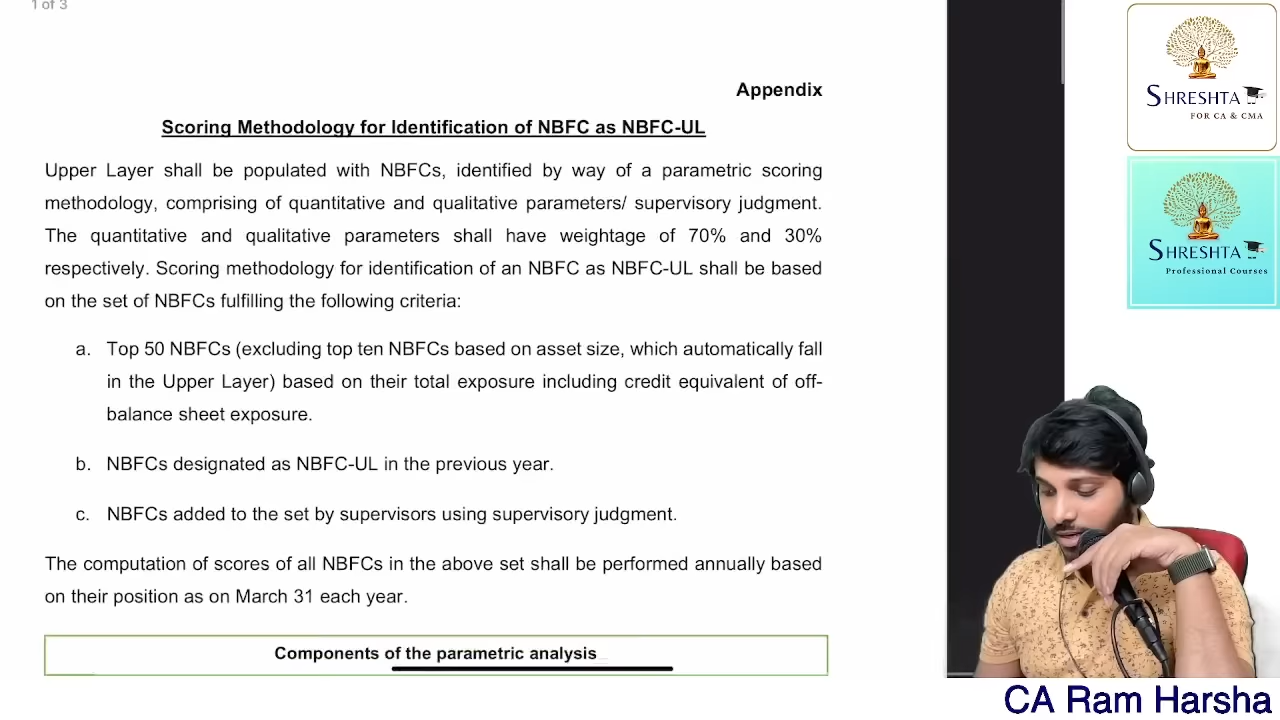 1 of 3
Appendix
Scoring Methodology for Identification of NBFC as NBFC-UL
Upper Layer shall be populated with NBFCs, identified by way of a parametric scoring
methodology, comprising of quantitative and qualitative parameters/ supervisory judgment.
The quantitative and qualitative parameters shall have weightage of 70% and 30%
respectively. Scoring methodology for identification of an NBFC as NBFC-UL shall be based
on the set of NBFCs fulfilling the following criteria:
a. Top 50 NBFCs (excluding top ten NBFCs based on asset size, which automatically fall
in the Upper Layer) based on their total exposure including credit equivalent of off-
balance sheet exposure.
b. NBFCs designated as NBFC-UL in the previous year.
c. NBFCs added to the set by supervisors using supervisory judgment.
The computation of scores of all NBFCs in the above set shall be performed annually based
on their position as on March 31 each year.
Components of the parametric analysis
SHRESHTA
FOR CA & CMA
SHRESHTA
Professional Courses
CA Ram Harsha